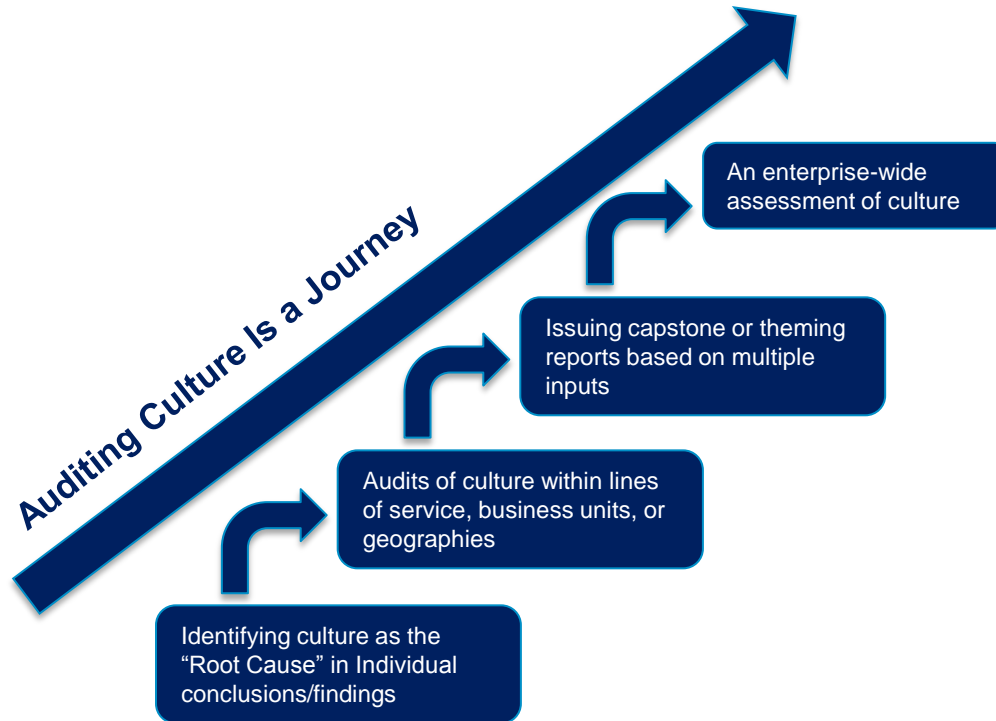 Auditing Culture Is a Journey
An enterprise-wide
assessment of culture
Issuing capstone or theming
reports based on multiple
inputs
Audits of culture within lines
of service, business units, or
geographies
Identifying culture as the
“Root Cause” in Individual
conclusions/findings